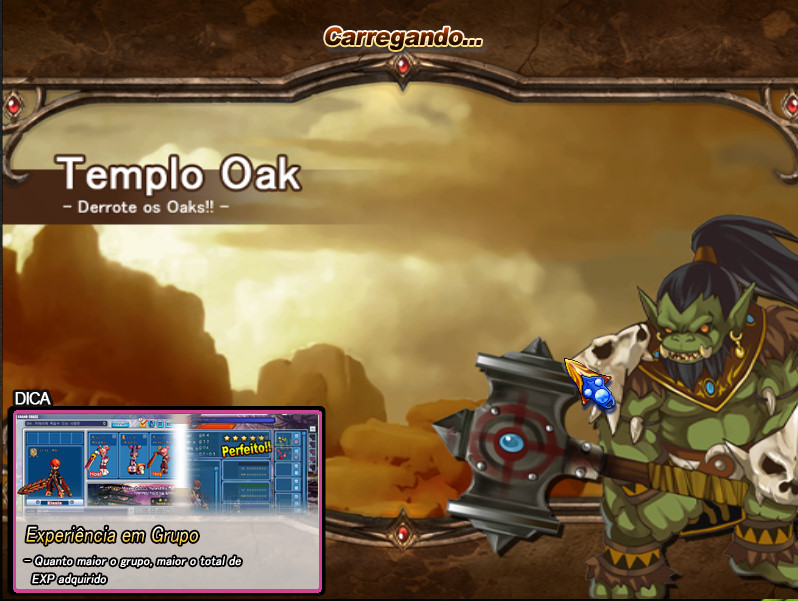 Carregando...
Templo Oak
- Derrote os Oaks!! -
DICA
Perfeito!!
Experiência em Grupo
- Quanto maior o grupo, maior o total de
EXP adquirido